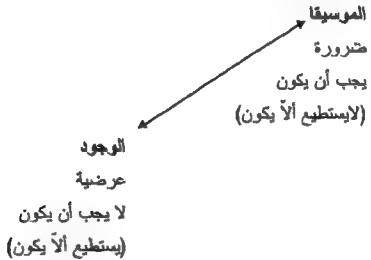 الموسيقا
ضرورة
يجب أن يكون
(لايستطيع ألاّ يكون)
الوجود
عرضية
لا يجب أن يكون
(يستطيع ألاّ يكون)